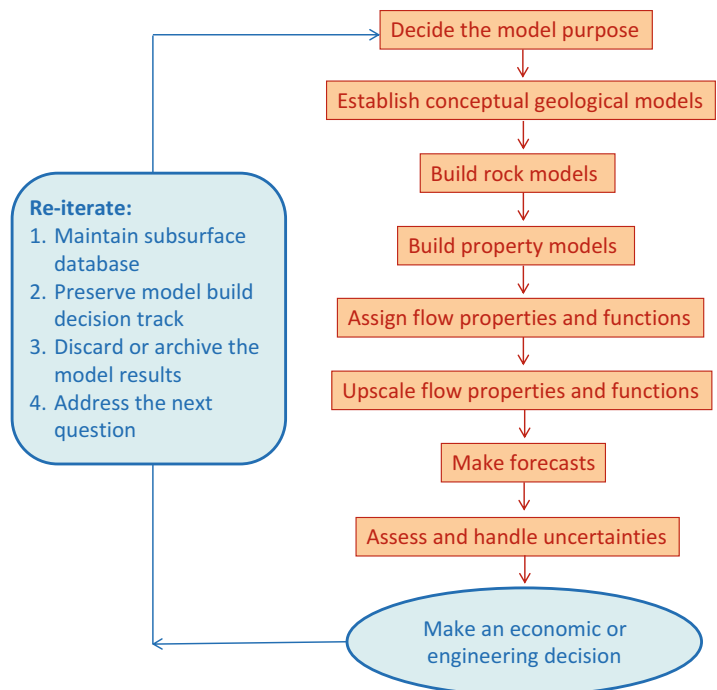 Decide the model purpose
Establish conceptual geological models
Build rock models
Build property models
Assign flow properties and functions
Upscale flow properties and functions
Make forecasts
Assess and handle uncertainties
Make an economic or
engineering decision
Re-iterate:
1. Maintain subsurface
database
2. Preserve model build
decision track
3. Discard or archive the
model results
4. Address the next
question